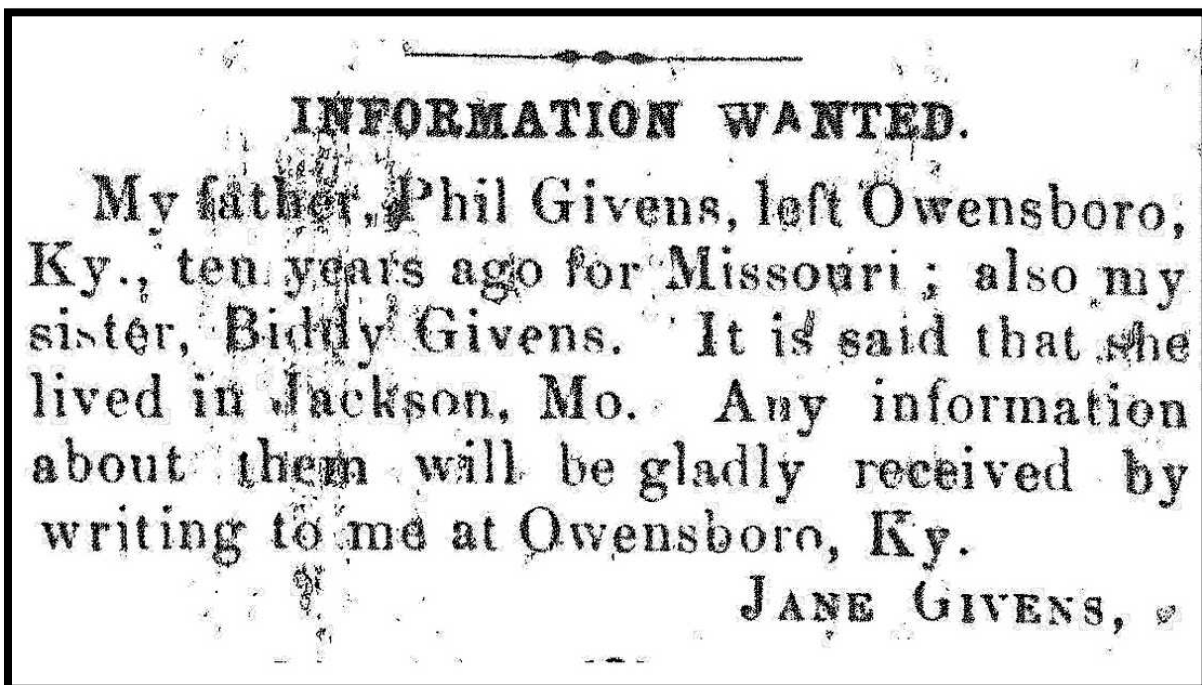 INFORMATION WANTED.
My father, Phil Givens, left Owensboro,
Ky., ten years ago for Missouri; also my
sister, Biddy Givens. It is said that she
lived in Jackson, Mo. Any information
about them will be gladly received by
writing to me at Owensboro, Ky.
JANE GIVENS,